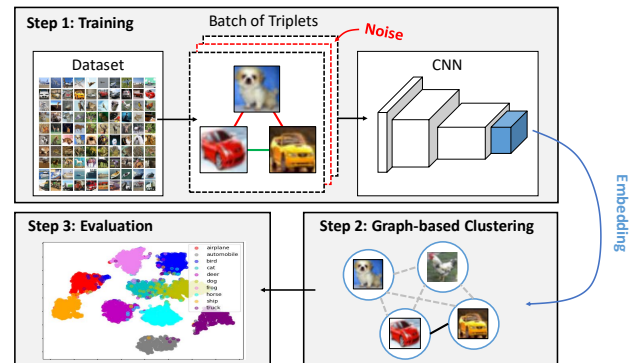 Step 1: Training
Batch of Triplets
Noise
Dataset
CNN
Embedding
Step 3: Evaluation
airplane
automobile
bird
cat
deer
dog
frog
horse
ship
truck
Step 2: Graph-based Clustering